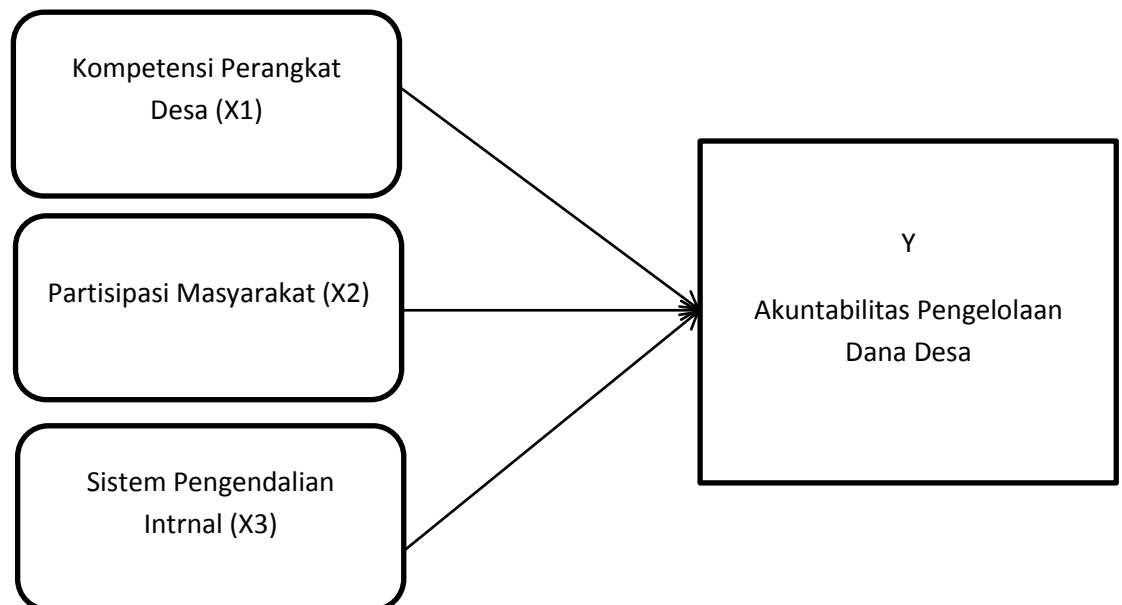 Kompetensi Perangkat
Desa (X1)
Partisipasi Masyarakat (X2)
Sistem Pengendalian
Intrnal (X3)
Y
Akuntabilitas Pengelolaan
Dana Desa